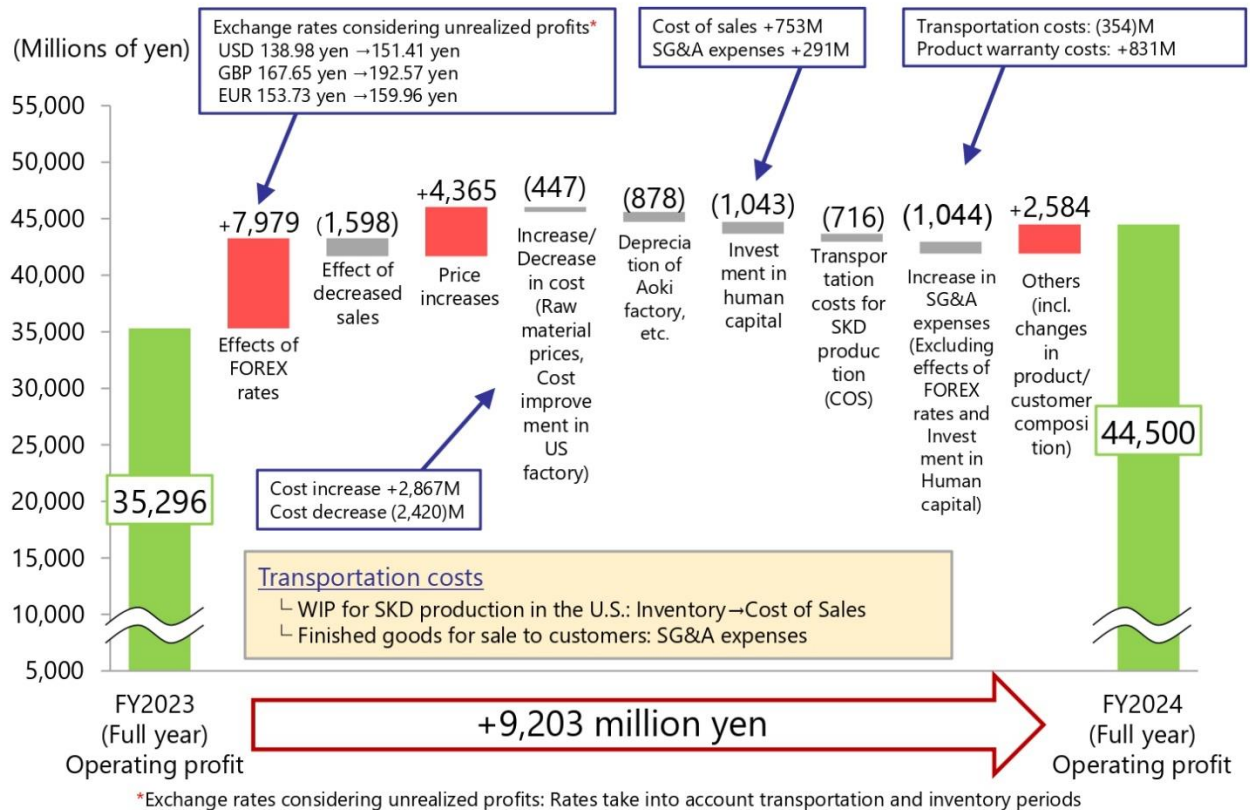 (Millions of yen)
Exchange rates considering unrealized profits*
USD 138.98 yen →151.41 yen
GBP 167.65 yen →192.57 yen
EUR 153.73 yen →159.96 yen
Cost of sales +753M
SG&A expenses +291M
Transportation costs: (354)M
Product warranty costs: +831M
55,000
50,000
45,000
40,000
35,000
30,000
25,000
20,000
15,000
10,000
5,000
35,296
+7,979
Effects of
FOREX
rates
(1,598)
Effect of
decreased
sales
+4,365
Price
increases
(447)
Increase/
Decrease
in cost
(Raw
material
prices,
Cost
improve
ment in
US
factory)
(878)
Deprecia
tion of
Aoki
factory,
etc.
(1,043)
Invest
ment in
human
capital
(716)
Transpor
tation
costs for
SKD
produc
tion
(COS)
(1,044)
Increase in
SG&A
expenses
(Excluding
effects of
FOREX
rates and
Invest
ment in
Human
capital)
+2,584
Others
(incl.
changes
in
product/
customer
composi
tion)
44,500
Cost increase +2,867M
Cost decrease (2,420)M
Transportation costs
└ WIP for SKD production in the U.S.: Inventory→Cost of Sales
└ Finished goods for sale to customers: SG&A expenses
FY2023
(Full year)
Operating profit
+9,203 million yen
FY2024
(Full year)
Operating profit
*Exchange rates considering unrealized profits: Rates take into account transportation and inventory periods